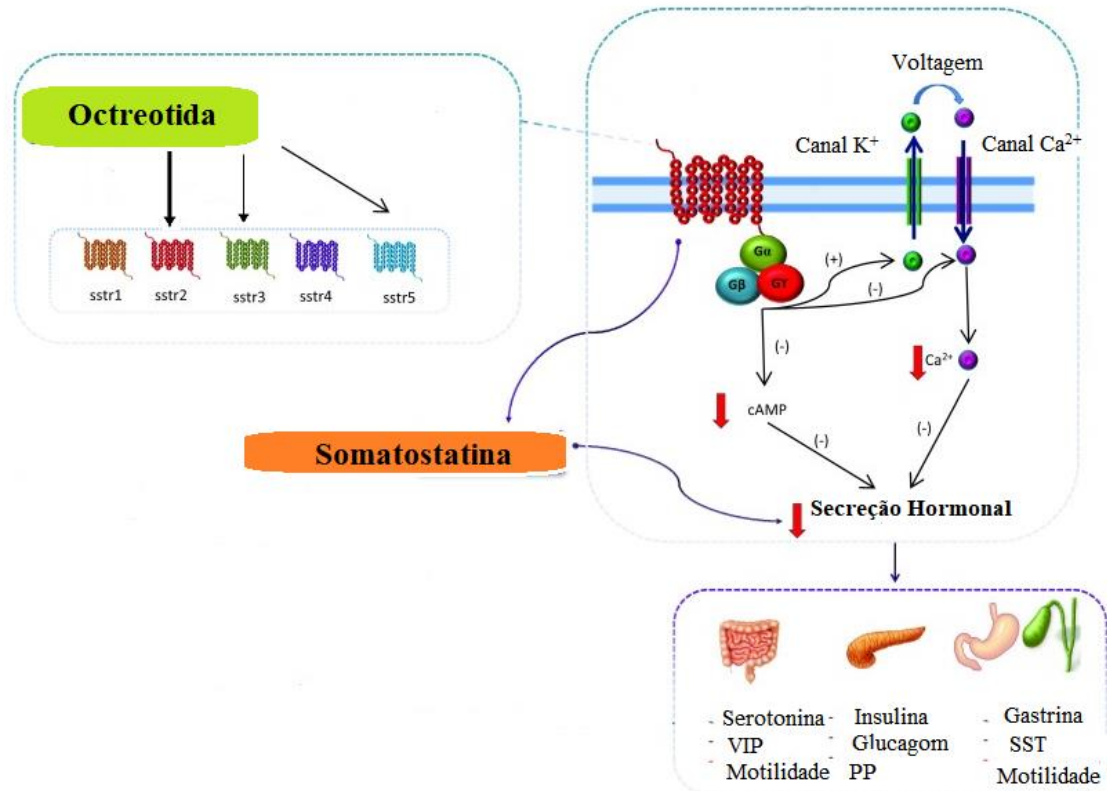 Octreotida
sstr1
sstr2
sstr3
sstr4
sstr5
Voltagem
Canal K⁺
Canal Ca²⁺
Gα
Gβ
Gγ
(+)
(-)
(-)
cAMP
Ca²⁺
(-)
(-)
Somatostatina
Secreção Hormonal
- Serotonina
- VIP
- Motilidade
- Insulina
- Glucagom
- PP
- Gastrina
- SST
- Motilidade